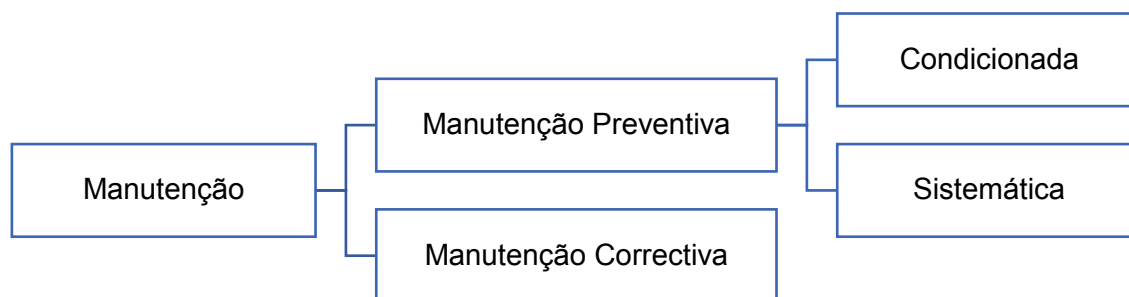 Condicionada
Manutenção Preventiva
Manutenção
Sistemática
Manutenção Correctiva